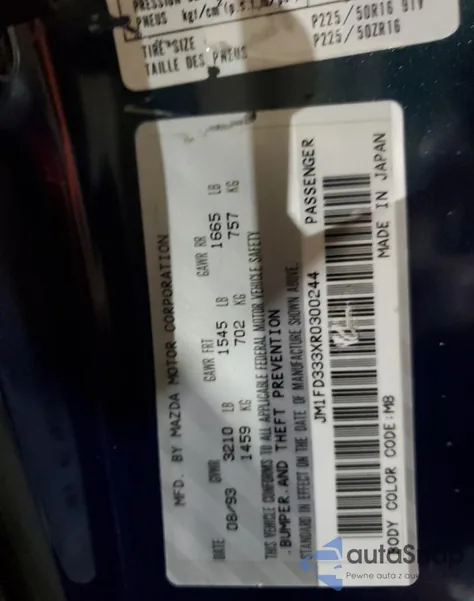 PNEUS kgf/cm²(p.s.i.
P225/50R16 91V
TIRE SIZE
TAILLE DES PNEUS
P225/50ZR16
MFD. BY MAZDA MOTOR CORPORATION
GVWR GAWR FRT GAWR RR
DATE 08/93 3210 LB 1545 LB 1665 LB
1459 KG 702 KG 757 KG
THIS VEHICLE CONFORMS TO ALL APPLICABLE FEDERAL MOTOR VEHICLE SAFETY
BUMPER.AND THEFT PREVENTION
STANDARD IN EFFECT ON THE DATE OF MANUFACTURE SHOWN ABOVE.
JM1FD333XR0300244 PASSENGER
BODY COLOR CODE:M8 MADE IN JAPAN
autaSnap
Pewne auta z